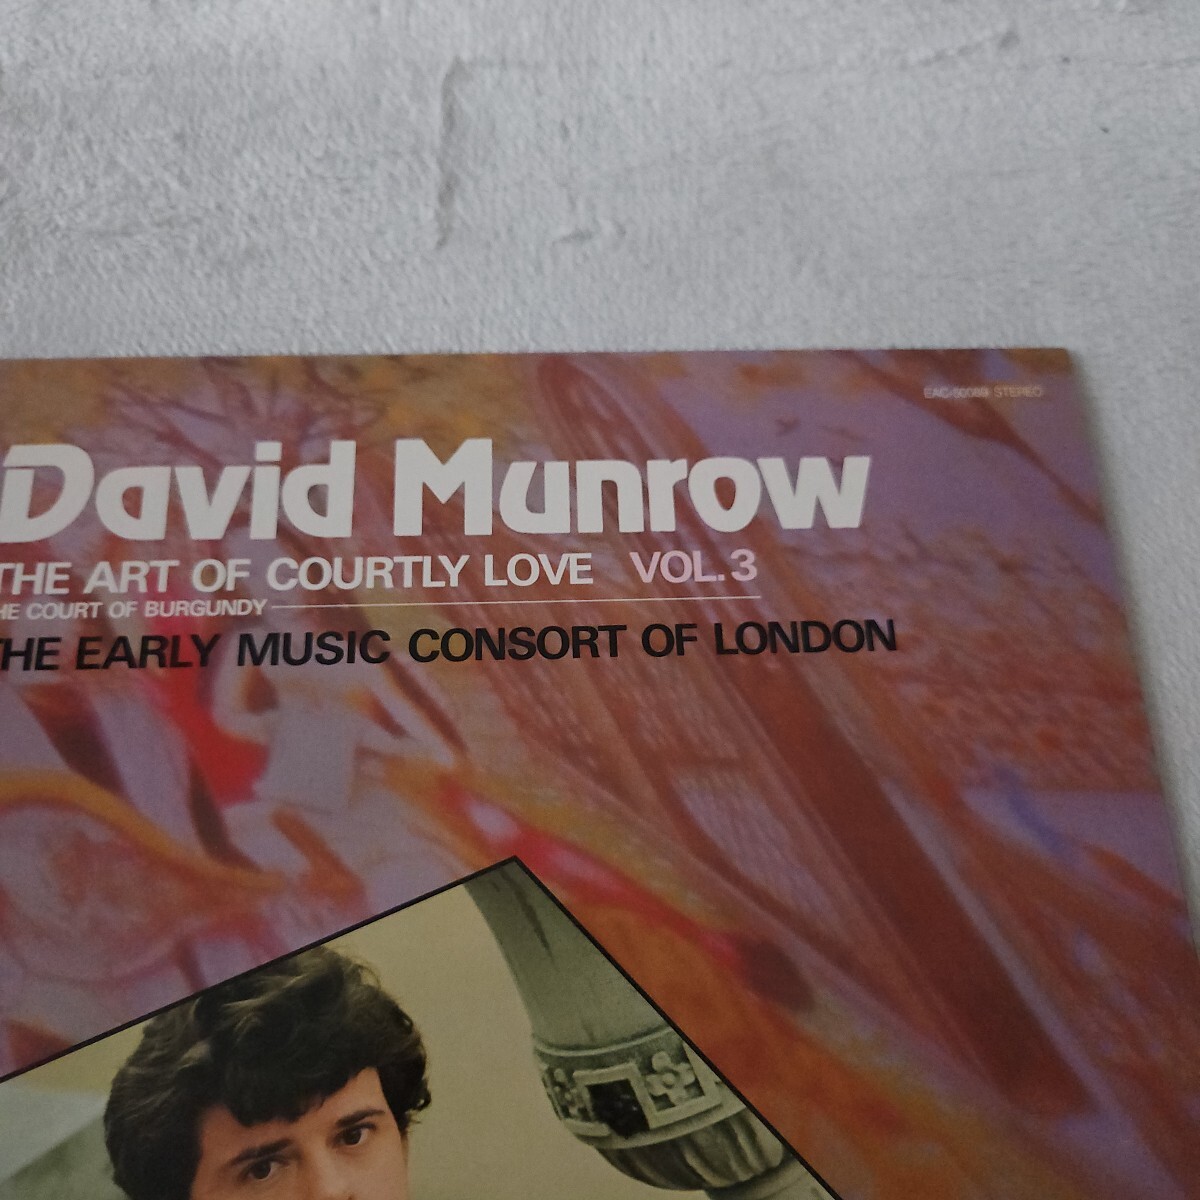 EAC-80089 STEREO
David Munrow
THE ART OF COURTLY LOVE VOL.3
HE COURT OF BURGUNDY
THE EARLY MUSIC CONSORT OF LONDON